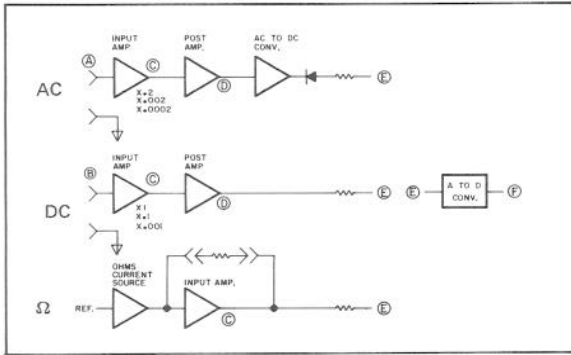 INPUT
AMP.
POST
AMP.
AC TO DC
CONV.
A
C
D
E
AC
X.2
X.002
X.0002
INPUT
AMP
POST
AMP
B
C
D
E
DC
X1
X.1
X.001
E
A TO D
CONV.
F
OHMS
CURRENT
SOURCE
INPUT AMP.
Ω
REF.
C
E